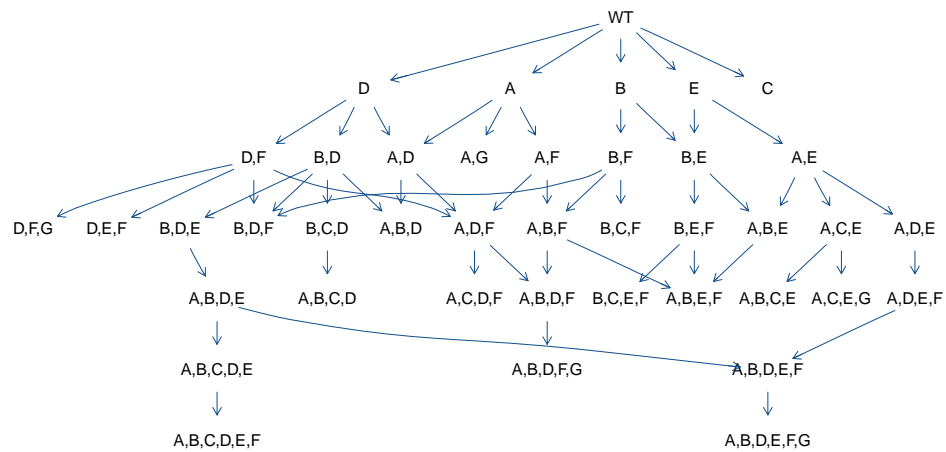 WT
D A B E C
D,F B,D A,D A,G A,F B,F B,E A,E
D,F,G D,E,F B,D,E B,D,F B,C,D A,B,D A,D,F A,B,F B,C,F B,E,F A,B,E A,C,E A,D,E
A,B,D,E A,B,C,D A,C,D,F A,B,D,F B,C,E,F A,B,E,F A,B,C,E A,C,E,G A,D,E,F
A,B,C,D,E A,B,D,F,G A,B,D,E,F
A,B,C,D,E,F A,B,D,E,F,G